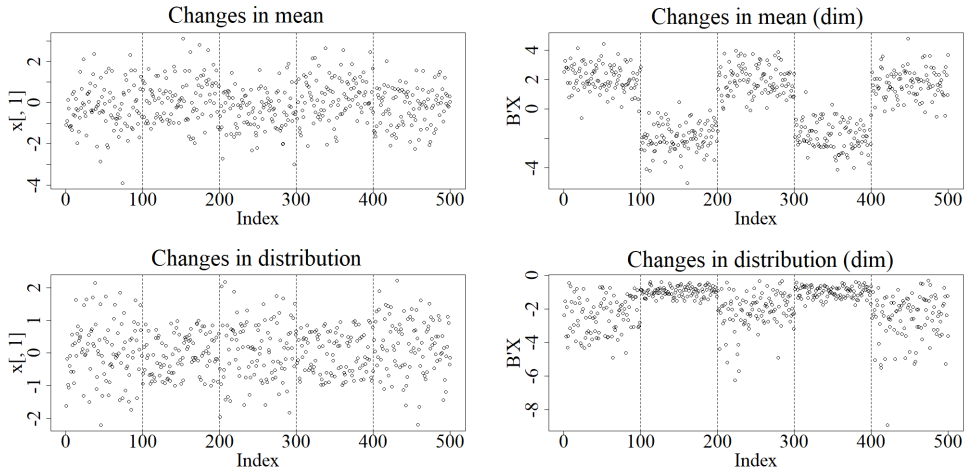 Changes in mean
x[, 1]
2
0
-2
-4
0 100 200 300 400 500
Index
Changes in mean (dim)
B'X
4
2
0
-4
0 100 200 300 400 500
Index
Changes in distribution
x[, 1]
2
1
0
-1
-2
0 100 200 300 400 500
Index
Changes in distribution (dim)
B'X
0
-2
-4
-6
-8
0 100 200 300 400 500
Index